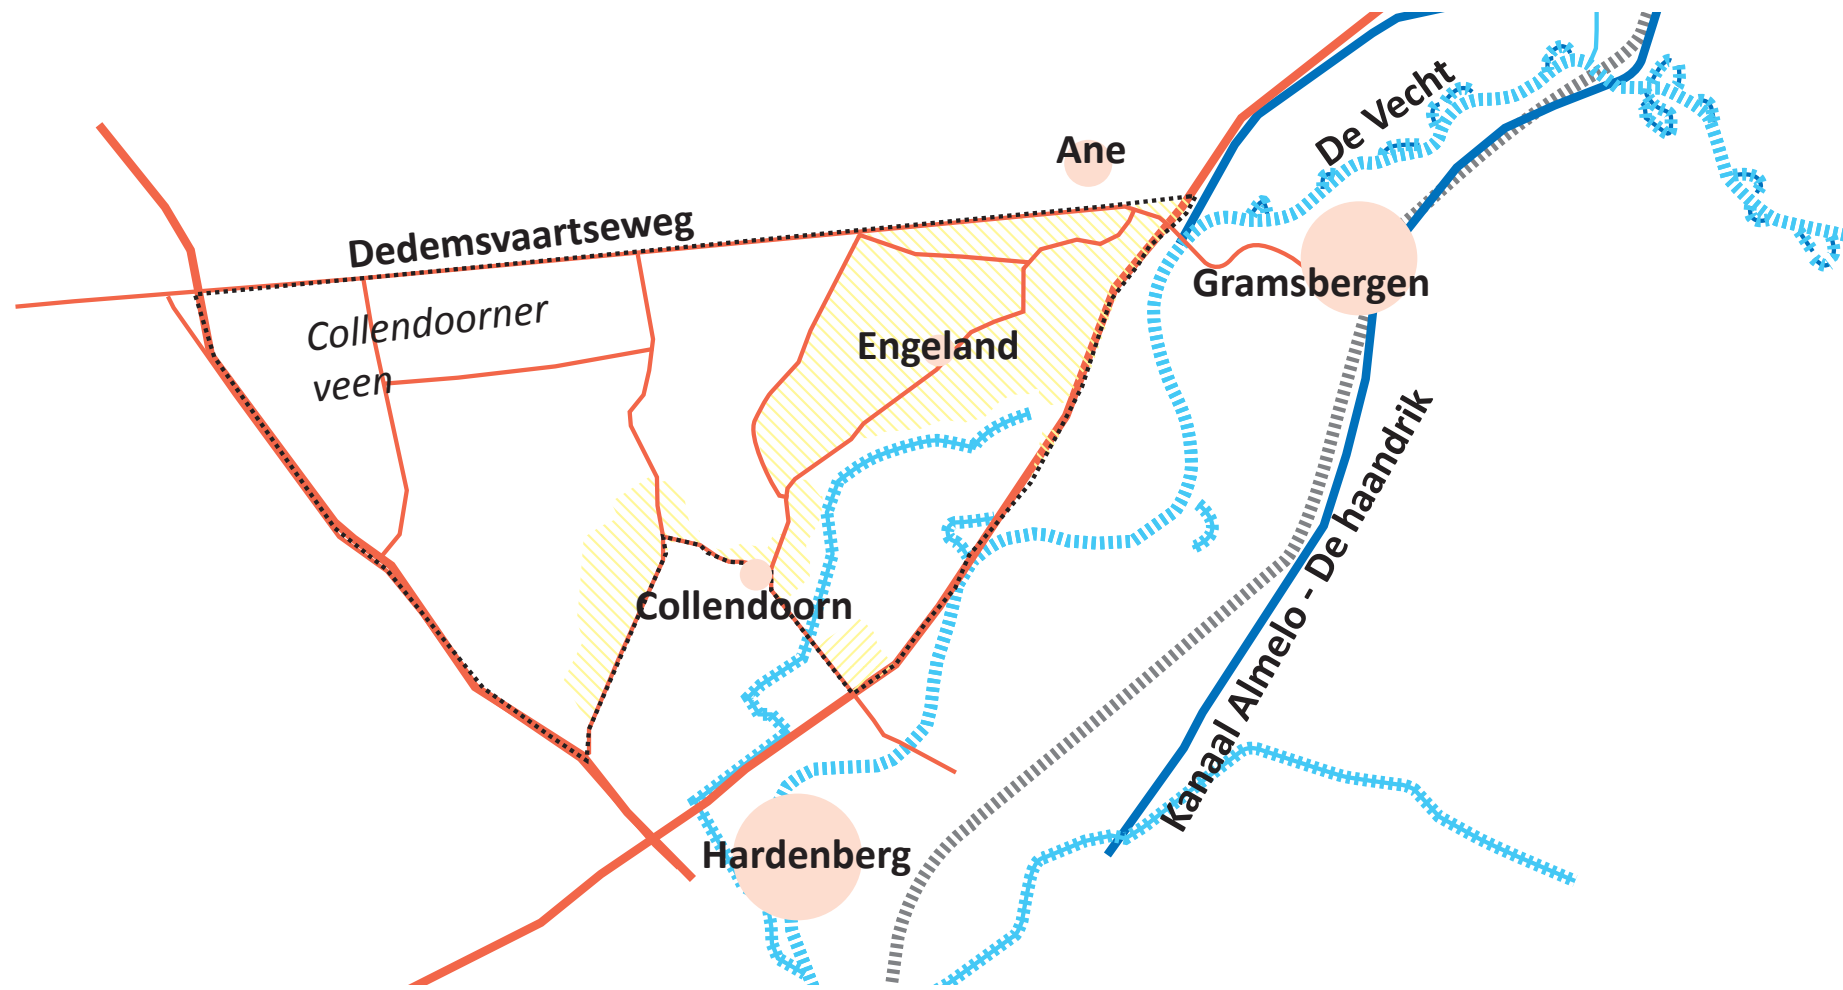 De Vecht
Ane
Dedemsvaartseweg
Gramsbergen
Collendoorner
veen
Engeland
Kanaal Almelo - De haandrik
Collendoorn
Hardenberg